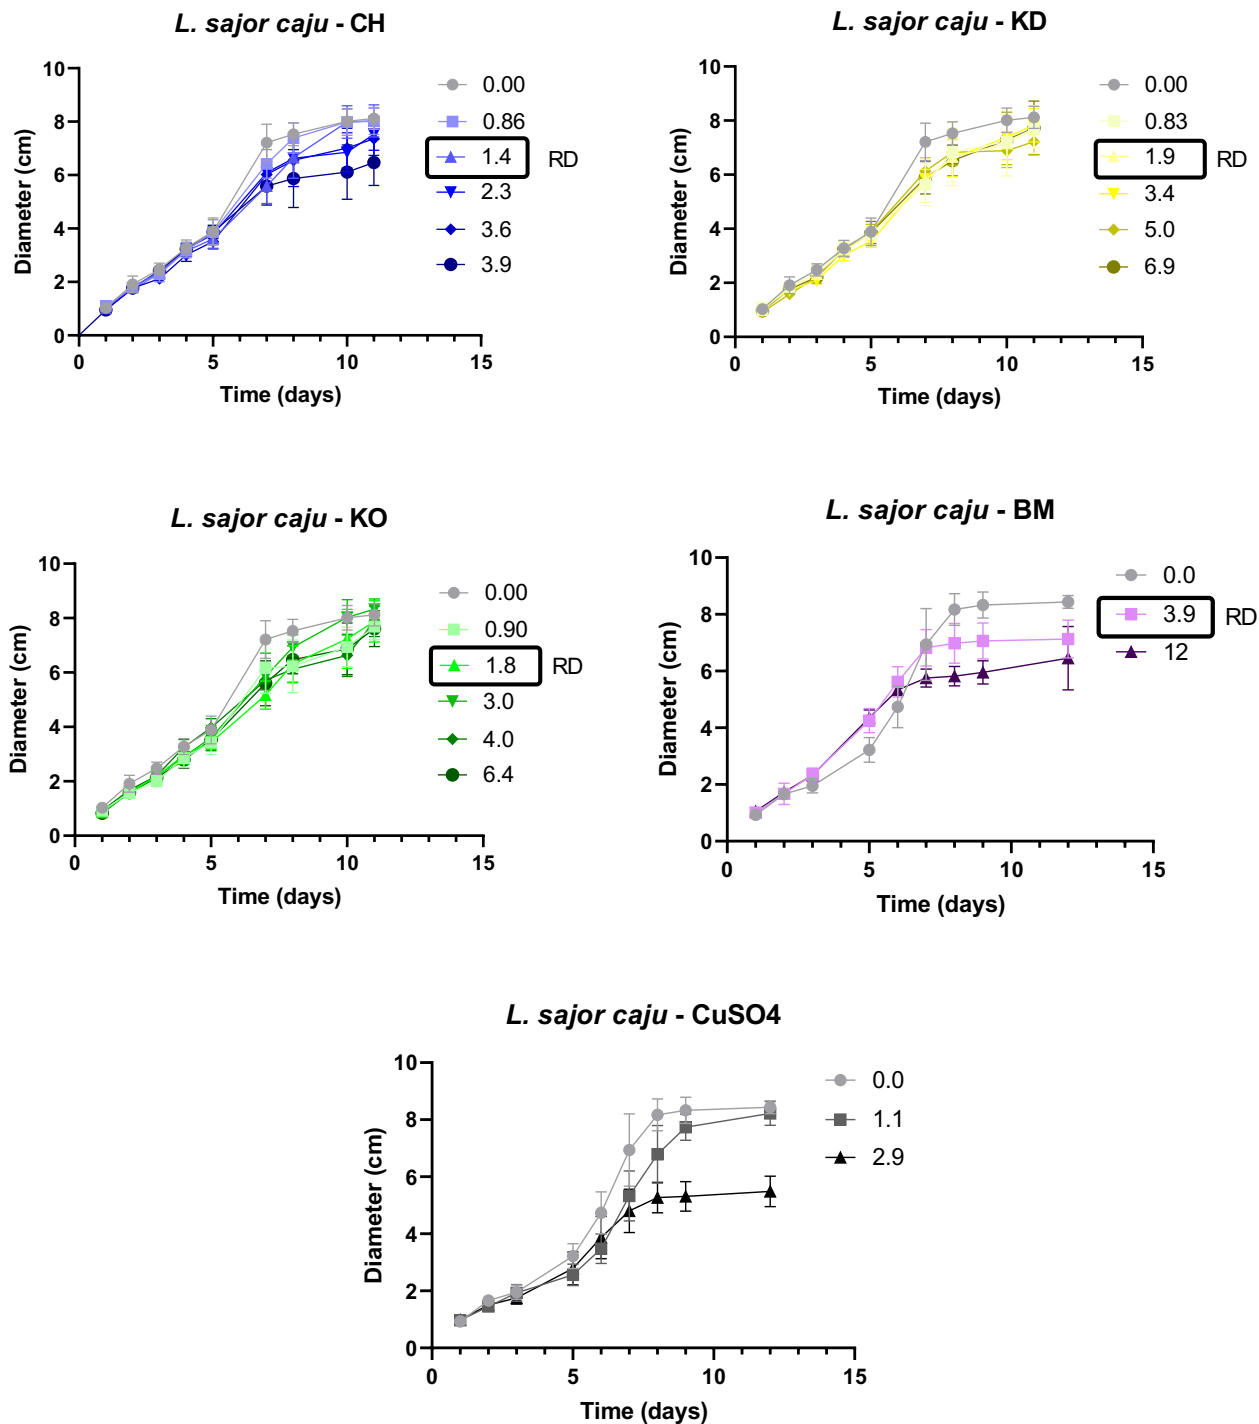 L. sajor caju - CH
Diameter (cm)
10
8
6
4
2
0
0 5 10 15
Time (days)
0.00
0.86
1.4 RD
2.3
3.6
3.9
L. sajor caju - KD
Diameter (cm)
10
8
6
4
2
0
0 5 10 15
Time (days)
0.00
0.83
1.9 RD
3.4
5.0
6.9
L. sajor caju - KO
Diameter (cm)
10
8
6
4
2
0
0 5 10 15
Time (days)
0.00
0.90
1.8 RD
3.0
4.0
6.4
L. sajor caju - BM
Diameter (cm)
10
8
6
4
2
0
0 5 10 15
Time (days)
0.0
3.9 RD
12
L. sajor caju - CuSO4
Diameter (cm)
10
8
6
4
2
0
0 5 10 15
Time (days)
0.0
1.1
2.9